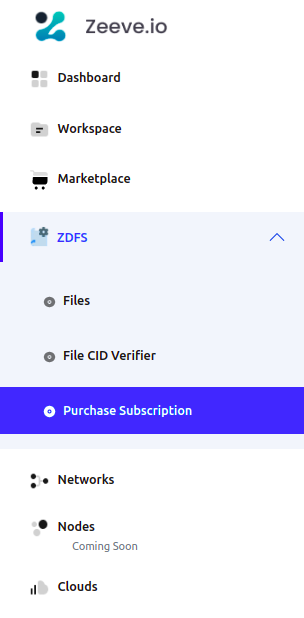 Zeeve.io
Dashboard
Workspace
Marketplace
ZDFS
Files
File CID Verifier
Purchase Subscription
Networks
Nodes
Coming Soon
Clouds